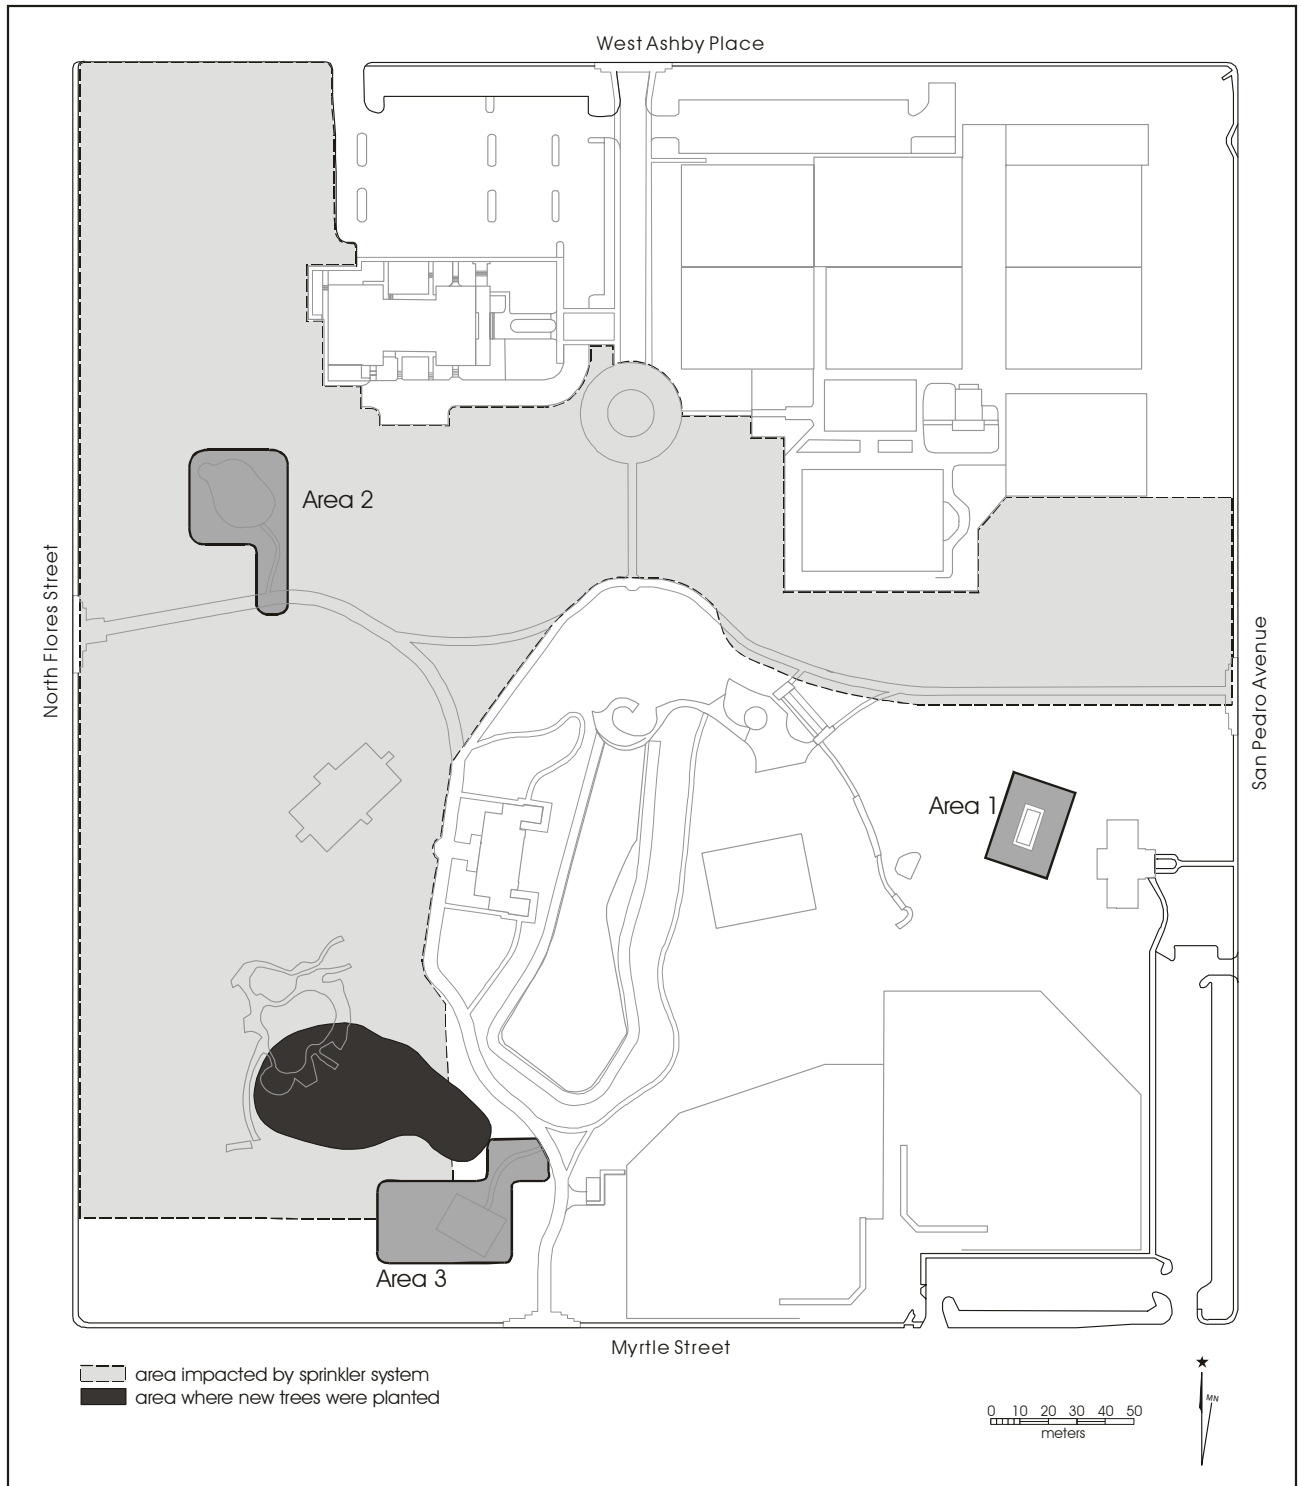 West Ashby Place
Area 2
North Flores Street
San Pedro Avenue
Area 1
Area 3
Myrtle Street
area impacted by sprinkler system
area where new trees were planted
0 10 20 30 40 50
meters
MN